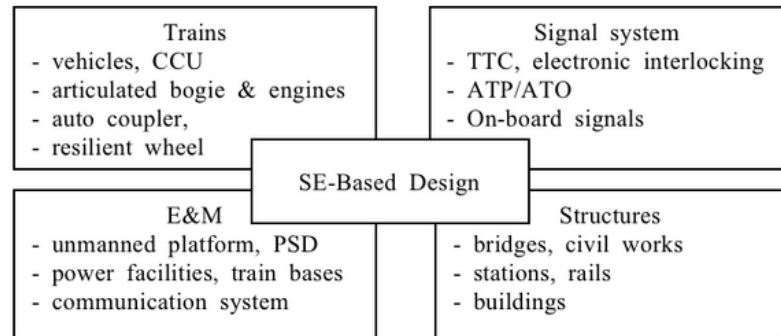 Trains
- vehicles, CCU
- articulated bogie & engines
- auto coupler,
- resilient wheel
Signal system
- TTC, electronic interlocking
- ATP/ATO
- On-board signals
SE-Based Design
E&M
- unmanned platform, PSD
- power facilities, train bases
- communication system
Structures
- bridges, civil works
- stations, rails
- buildings